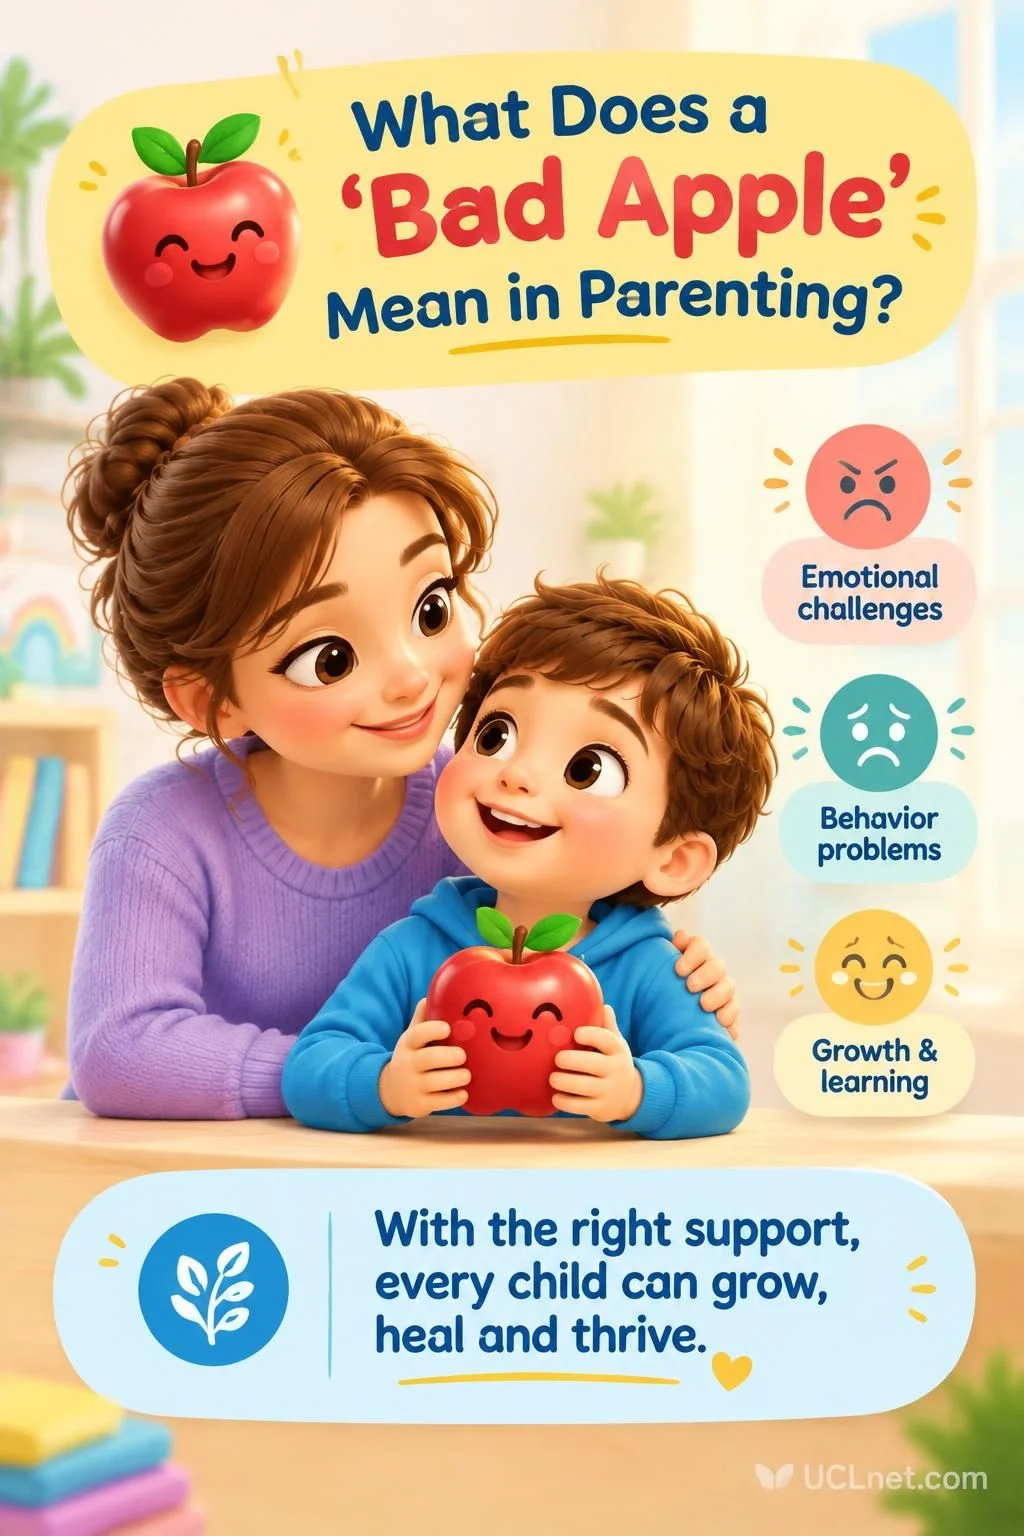 What Does a
‘Bad Apple’
Mean in Parenting?
Emotional
challenges
Behavior
problems
Growth &
learning
With the right support,
every child can grow,
heal and thrive.
UCLnet.com